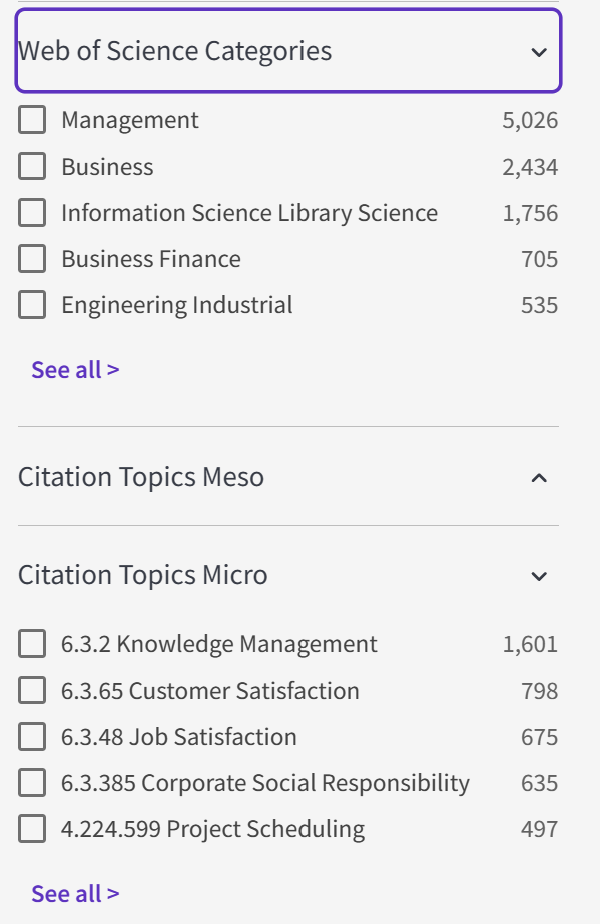 Web of Science Categories
Management 5,026
Business 2,434
Information Science Library Science 1,756
Business Finance 705
Engineering Industrial 535
See all >
Citation Topics Meso
Citation Topics Micro
6.3.2 Knowledge Management 1,601
6.3.65 Customer Satisfaction 798
6.3.48 Job Satisfaction 675
6.3.385 Corporate Social Responsibility 635
4.224.599 Project Scheduling 497
See all >